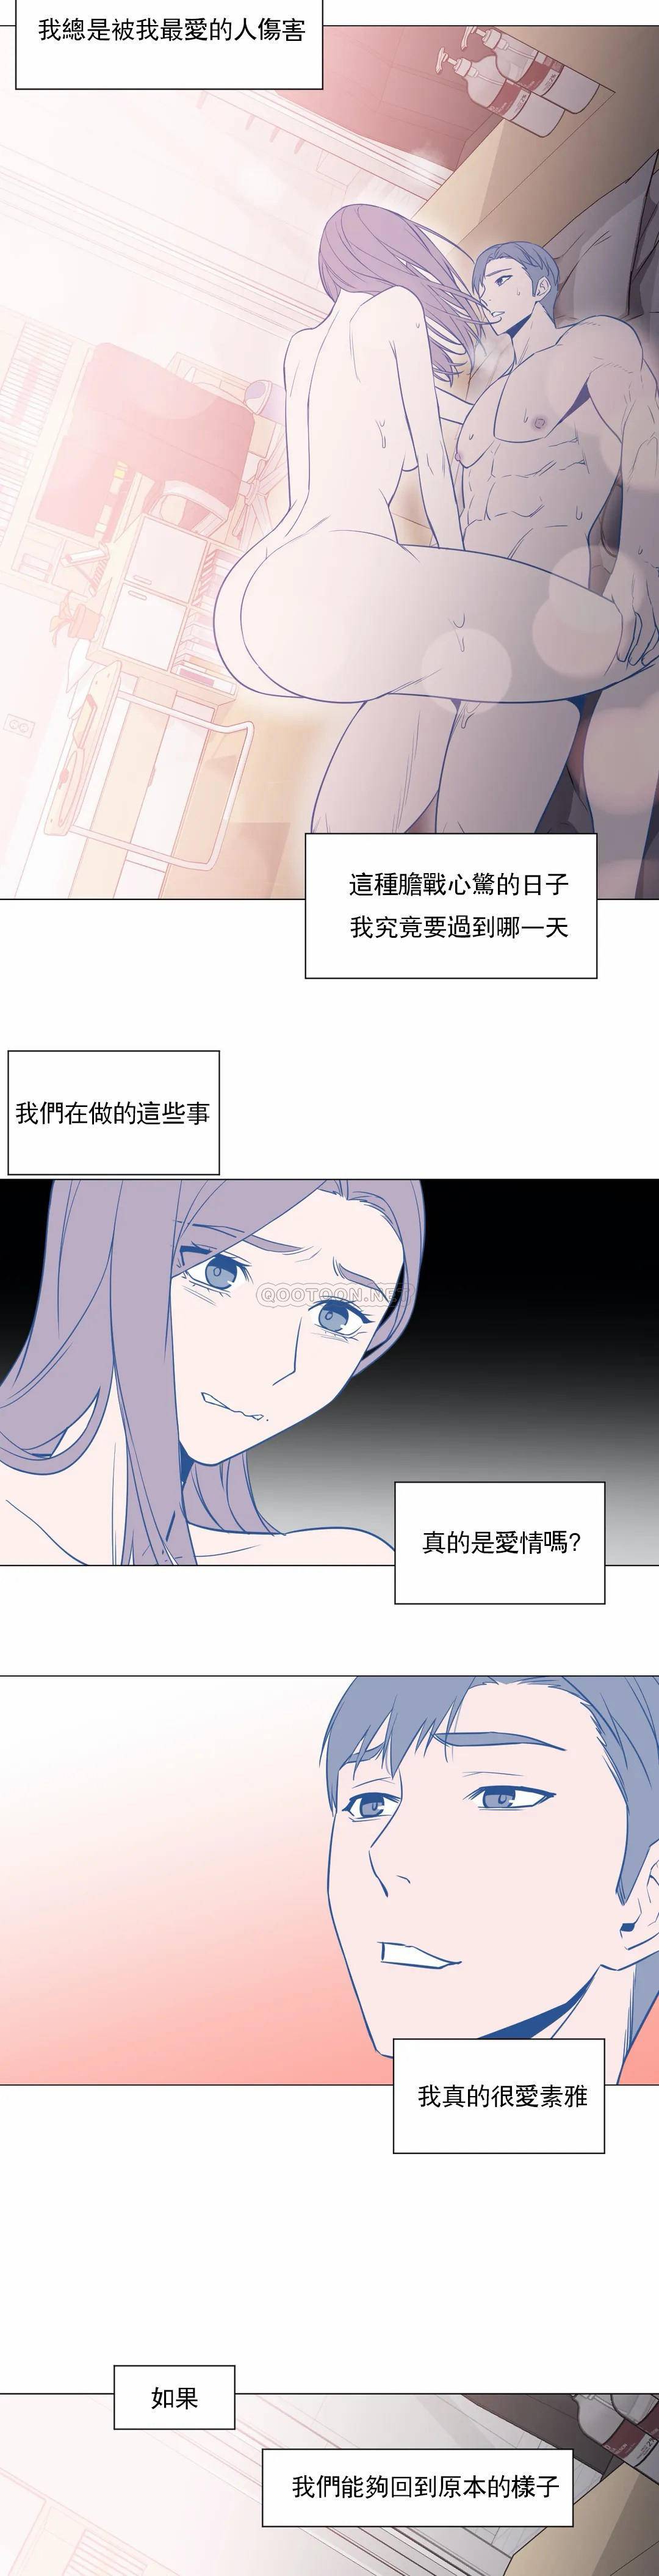 我總是被我最愛的人傷害
這種膽戰心驚的日子
我究竟要過到哪一天
我們在做的這些事
QOOTOON.NET
真的是愛情嗎?
我真的很愛素雅
如果
我們能夠回到原本的樣子